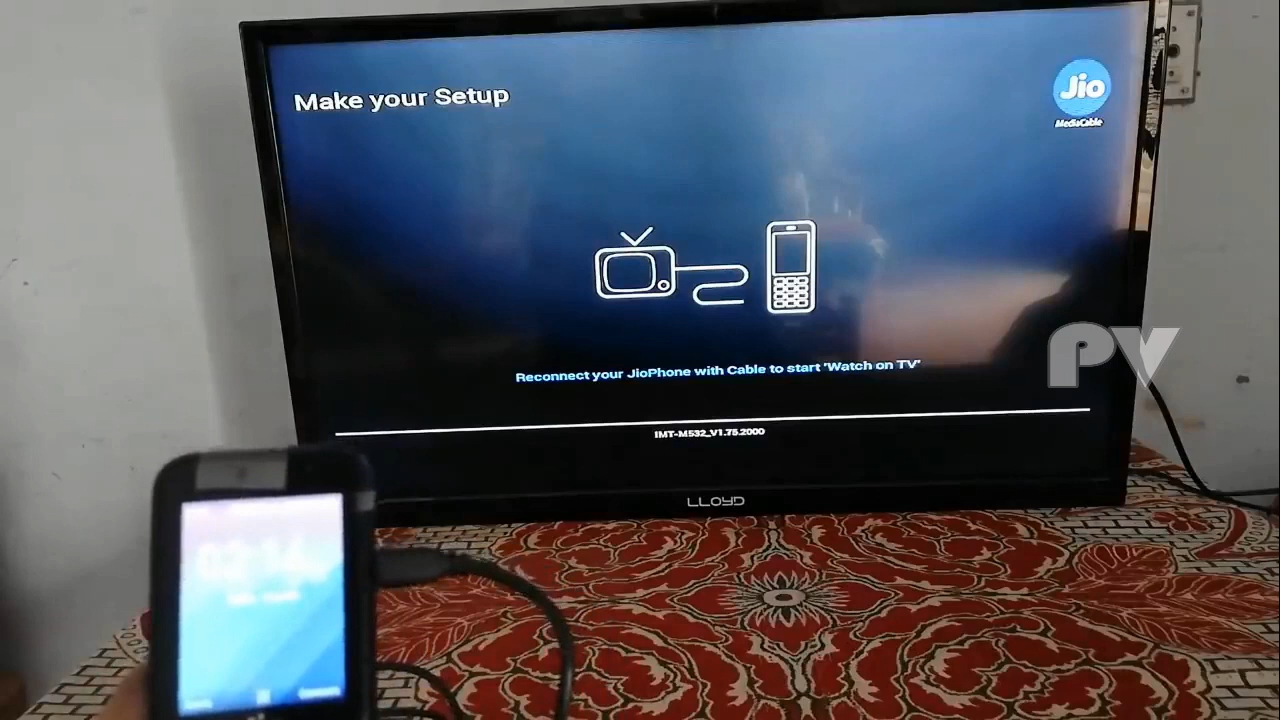 Make your Setup
Jio
MediaCable
Reconnect your JioPhone with Cable to start 'Watch on TV'
IMT-M532_V1.75.2000
LLOYD
PV